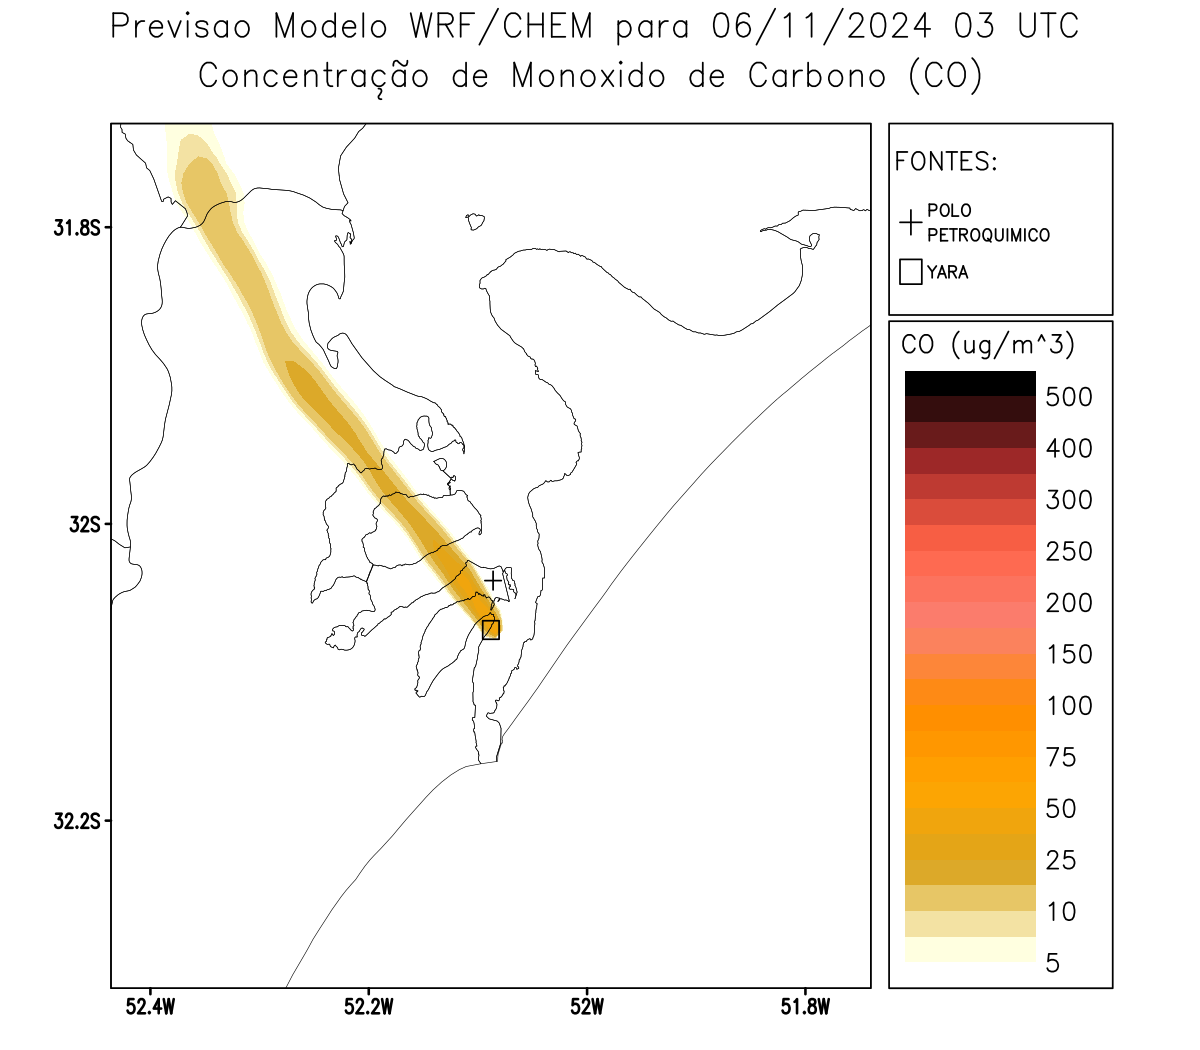 Previsao Modelo WRF/CHEM para 06/11/2024 03 UTC
Concentração de Monoxido de Carbono (CO)
FONTES:
POLO
PETROQUIMICO
YARA
CO (ug/m^3)
500
400
300
250
200
150
100
75
50
25
10
5
31.8S
32S
32.2S
52.4W
52.2W
52W
51.8W